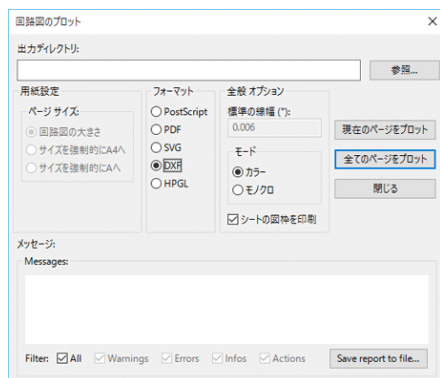 回路図のプロット
出力ディレクトリ:
参照...
用紙設定
ページ サイズ:
回路図の大きさ
サイズを強制的にA4へ
サイズを強制的にAへ
フォーマット
PostScript
PDF
SVG
DXF
HPGL
全般 オプション
標準の線幅 ("):
0.006
モード
カラー
モノクロ
シートの図枠を印刷
現在のページをプロット
全てのページをプロット
閉じる
メッセージ:
Messages:
Filter: All Warnings Errors Infos Actions Save report to file...